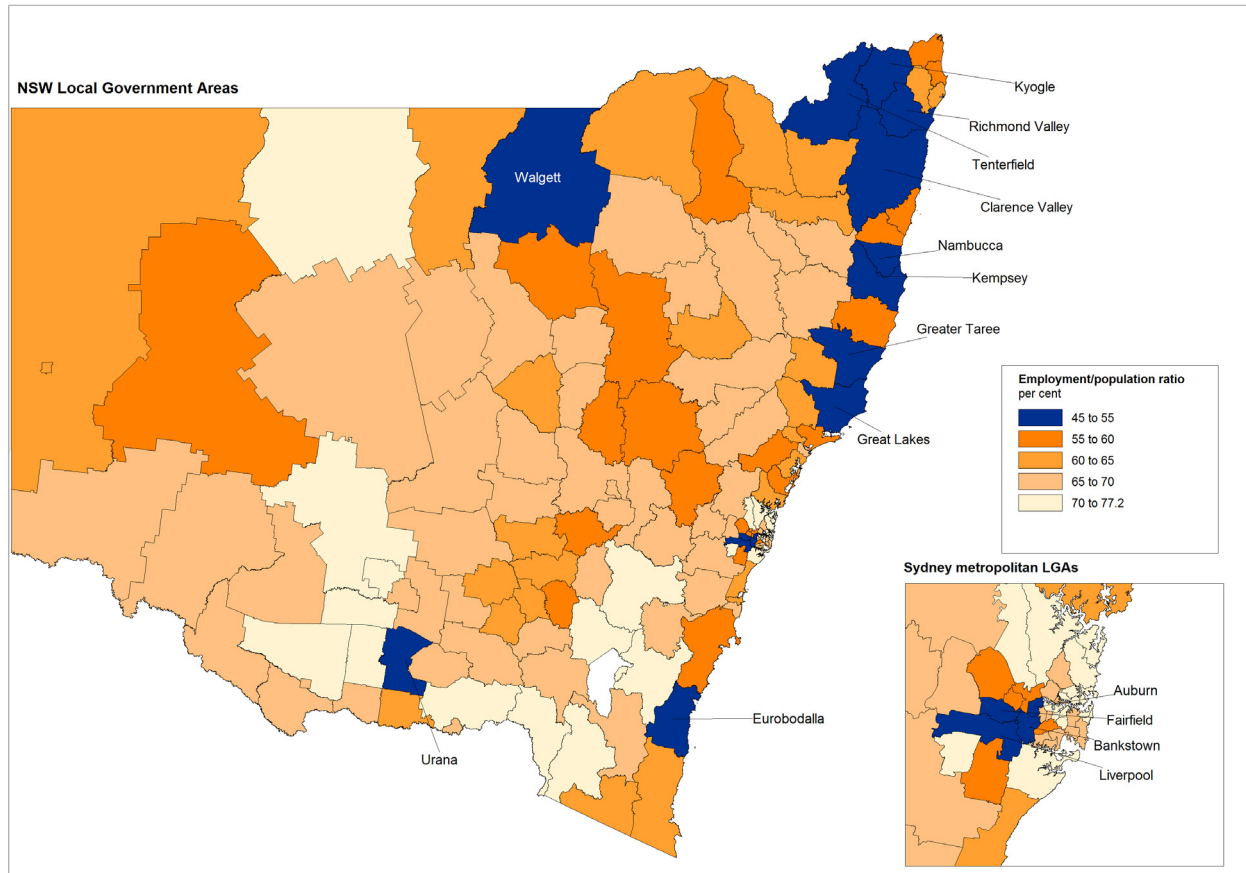 NSW Local Government Areas
Kyogle
Richmond Valley
Tenterfield
Walgett
Clarence Valley
Nambucca
Kempsey
Greater Taree
Great Lakes
Employment/population ratio
per cent
45 to 55
55 to 60
60 to 65
65 to 70
70 to 77.2
Sydney metropolitan LGAs
Auburn
Fairfield
Bankstown
Liverpool
Eurobodalla
Urana